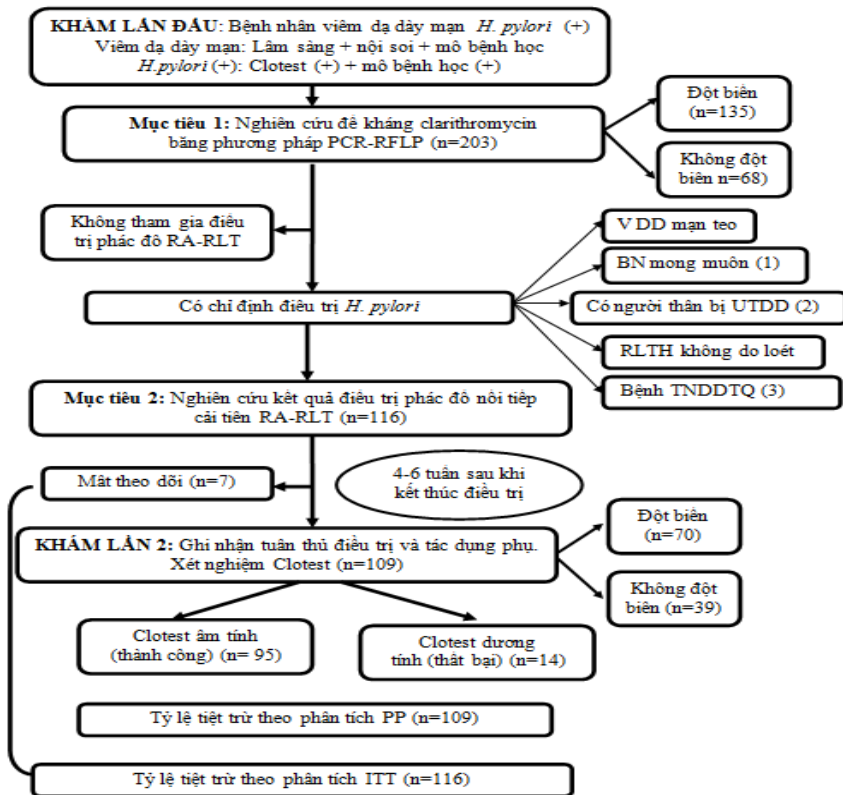 KHÁM LẦN ĐẦU: Bệnh nhân viêm dạ dày mạn H. pylori (+)
Viêm dạ dày mạn: Lâm sàng + nội soi + mô bệnh học
H.pylori (+): Clotest (+) + mô bệnh học (+)
Mục tiêu 1: Nghiên cứu đề kháng clarithromycin
bằng phương pháp PCR-RFLP (n=203)
Đột biến
(n=135)
Không đột
biến n=68)
Không tham gia điều
trị phác đồ RA-RLT
Có chỉ định điều trị H. pylori
VDD mạn teo
BN mong muốn (1)
Có người thân bị UTDD (2)
RLTH không do loét
Bệnh TNDDTQ (3)
Mục tiêu 2: Nghiên cứu kết quả điều trị phác đồ nối tiếp
cải tiến RA-RLT (n=116)
Mất theo dõi (n=7)
4-6 tuần sau khi
kết thúc điều trị
KHÁM LẦN 2: Ghi nhận tuân thủ điều trị và tác dụng phụ.
Xét nghiệm Clotest (n=109)
Đột biến
(n=70)
Không đột
biến (n=39)
Clotest âm tính
(thành công) (n= 95)
Clotest dương
tính (thất bại) (n=14)
Tỷ lệ tiệt trừ theo phân tích PP (n=109)
Tỷ lệ tiệt trừ theo phân tích ITT (n=116)